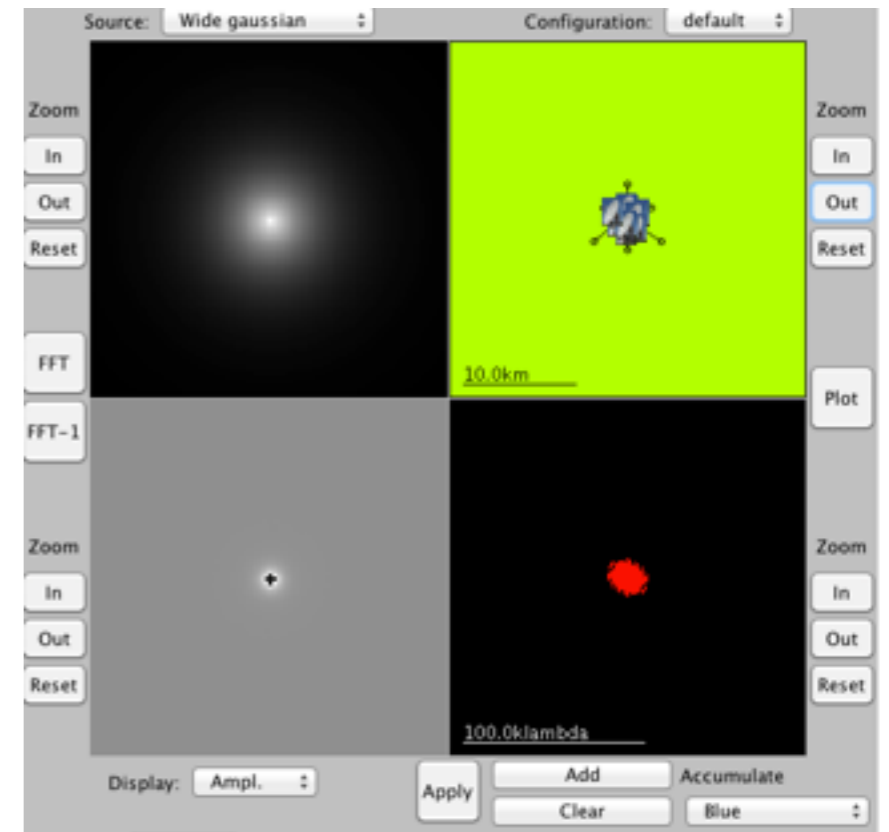 Source: Wide gaussian
Configuration: default
Zoom
In
Out
Reset
FFT
FFT-1
Zoom
In
Out
Reset
10.0km
Zoom
In
Out
Reset
Plot
100.0klambda
Zoom
In
Out
Reset
Display: Ampl.
Apply
Add
Clear
Accumulate
Blue